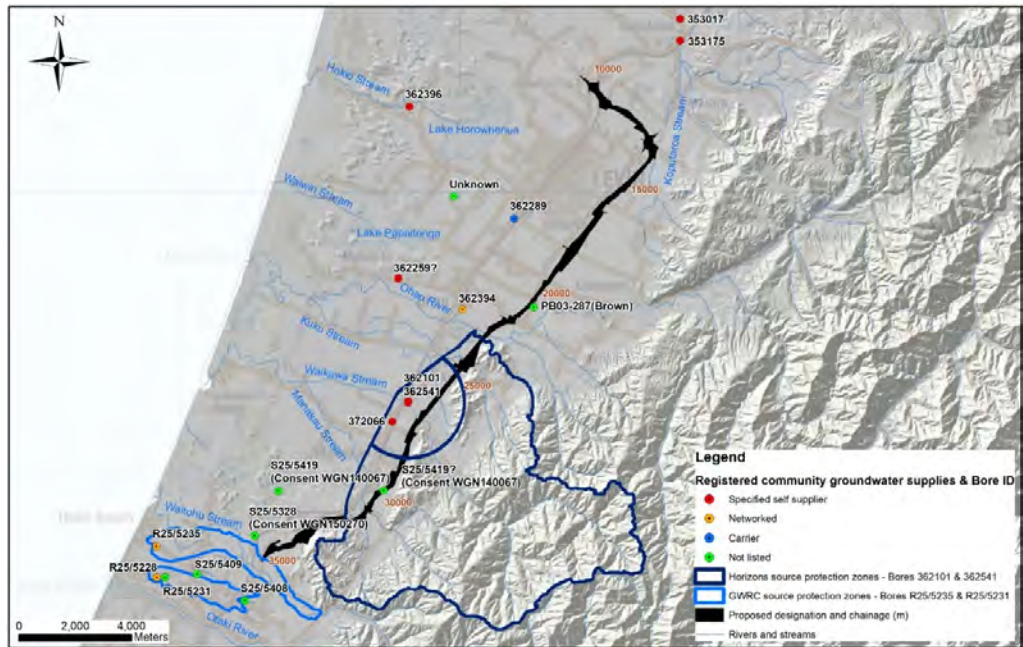 N
353017
353175
10000
Hokio Stream
362396
Lake Horowhenua
Koputaroa Stream
15000
Unknown
Waiwiri Stream
362289
Lake Papaitonga
362259?
Ohau River
362394
20000
PB03-287(Brown)
Kuku Stream
Waikawa Stream
362101
25000
362541
372066
Manakau Stream
S25/5419
(Consent WGN140067)
S25/5419?
(Consent WGN140067)
30000
S25/5328
(Consent WGN150270)
Waitohu Stream
R25/5235
35000
R25/5228
S25/5409
R25/5231
S25/5408
Otaki River
0 2,000 4,000
Meters
Legend
Registered community groundwater supplies & Bore ID
Specified self supplier
Networked
Carrier
Not listed
Horizons source protection zones - Bores 362101 & 362541
GWRC source protection zones - Bores R25/5235 & R25/5231
Proposed designation and chainage (m)
Rivers and streams